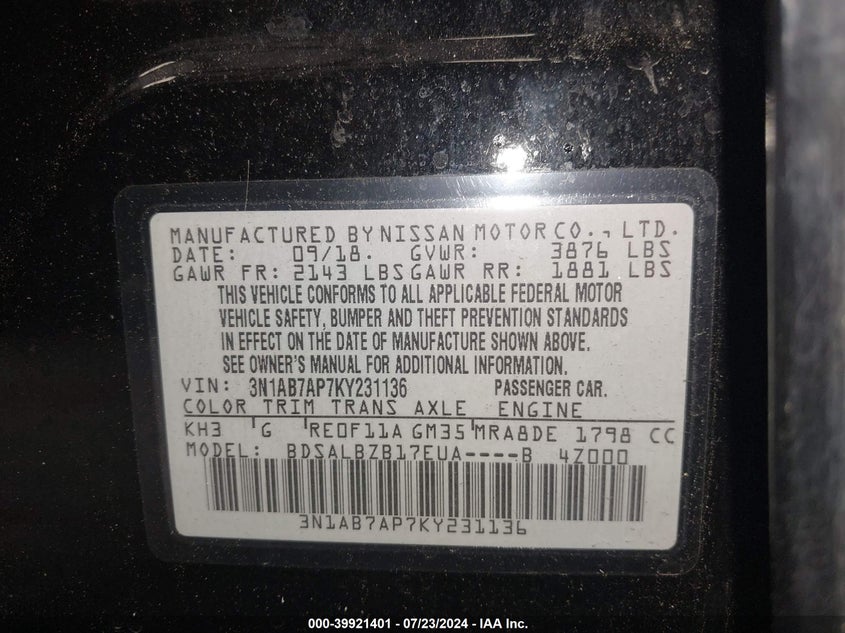 MANUFACTURED BY NISSAN MOTOR CO., LTD.
DATE: 09/18. GVWR: 3876 LBS
GAWR FR: 2143 LBS GAWR RR: 1881 LBS
THIS VEHICLE CONFORMS TO ALL APPLICABLE FEDERAL MOTOR
VEHICLE SAFETY, BUMPER AND THEFT PREVENTION STANDARDS
IN EFFECT ON THE DATE OF MANUFACTURE SHOWN ABOVE.
SEE OWNER'S MANUAL FOR ADDITIONAL INFORMATION.
VIN: 3N1AB7AP7KY231136 PASSENGER CAR.
COLOR TRIM TRANS AXLE ENGINE
KH3 G RE0F11A GM35 MRA8DE 1798 CC
MODEL: BDSALBZB17EUA----B 4Z000
3N1AB7AP7KY231136
000-39921401 - 07/23/2024 - IAA Inc.